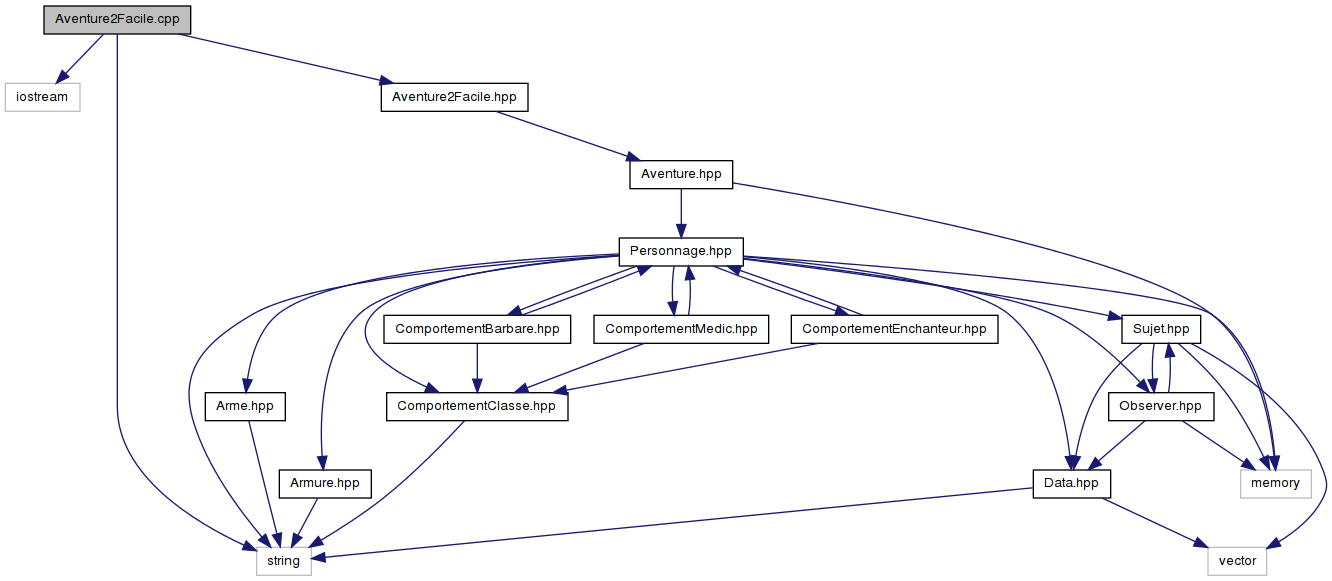 Aventure2Facile.cpp
iostream
Aventure2Facile.hpp
Aventure.hpp
Personnage.hpp
ComportementBarbare.hpp
ComportementMedic.hpp
ComportementEnchanteur.hpp
Sujet.hpp
Arme.hpp
ComportementClasse.hpp
Observer.hpp
Armure.hpp
Data.hpp
memory
string
vector